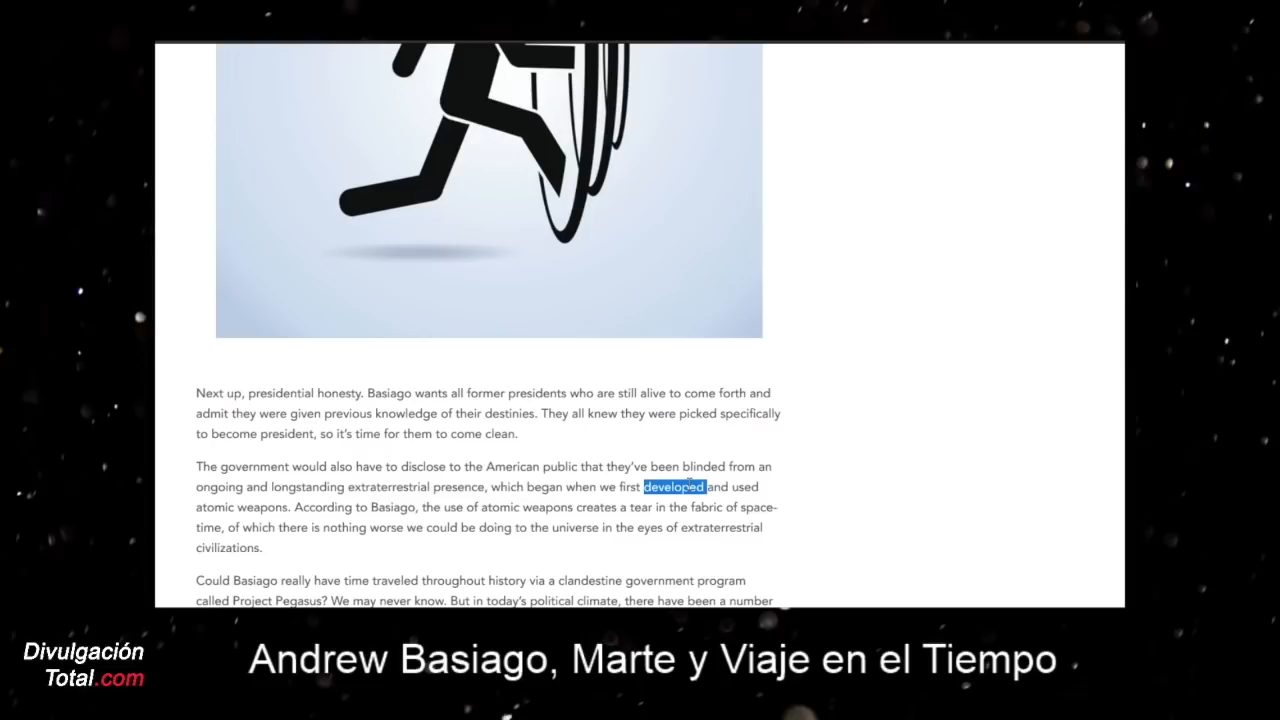 Next up, presidential honesty. Basiago wants all former presidents who are still alive to come forth and
admit they were given previous knowledge of their destinies. They all knew they were picked specifically
to become president, so it's time for them to come clean.
The government would also have to disclose to the American public that they've been blinded from an
ongoing and longstanding extraterrestrial presence, which began when we first developed and used
atomic weapons. According to Basiago, the use of atomic weapons creates a tear in the fabric of space-
time, of which there is nothing worse we could be doing to the universe in the eyes of extraterrestrial
civilizations.
Could Basiago really have time traveled throughout history via a clandestine government program
called Project Pegasus? We may never know. But in today's political climate, there have been a number
Divulgación
Total.com
Andrew Basiago, Marte y Viaje en el Tiempo